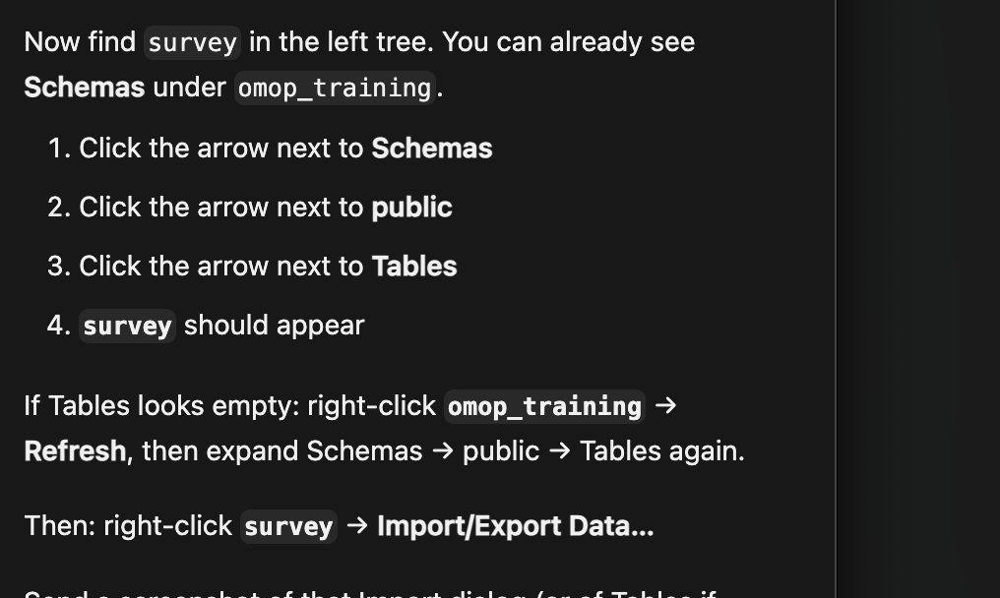 Now find survey in the left tree. You can already see
Schemas under omop_training.
1. Click the arrow next to Schemas
2. Click the arrow next to public
3. Click the arrow next to Tables
4. survey should appear
If Tables looks empty: right-click omop_training →
Refresh, then expand Schemas → public → Tables again.
Then: right-click survey → Import/Export Data...
Send a screenshot of that Import dialog (or of Tables if